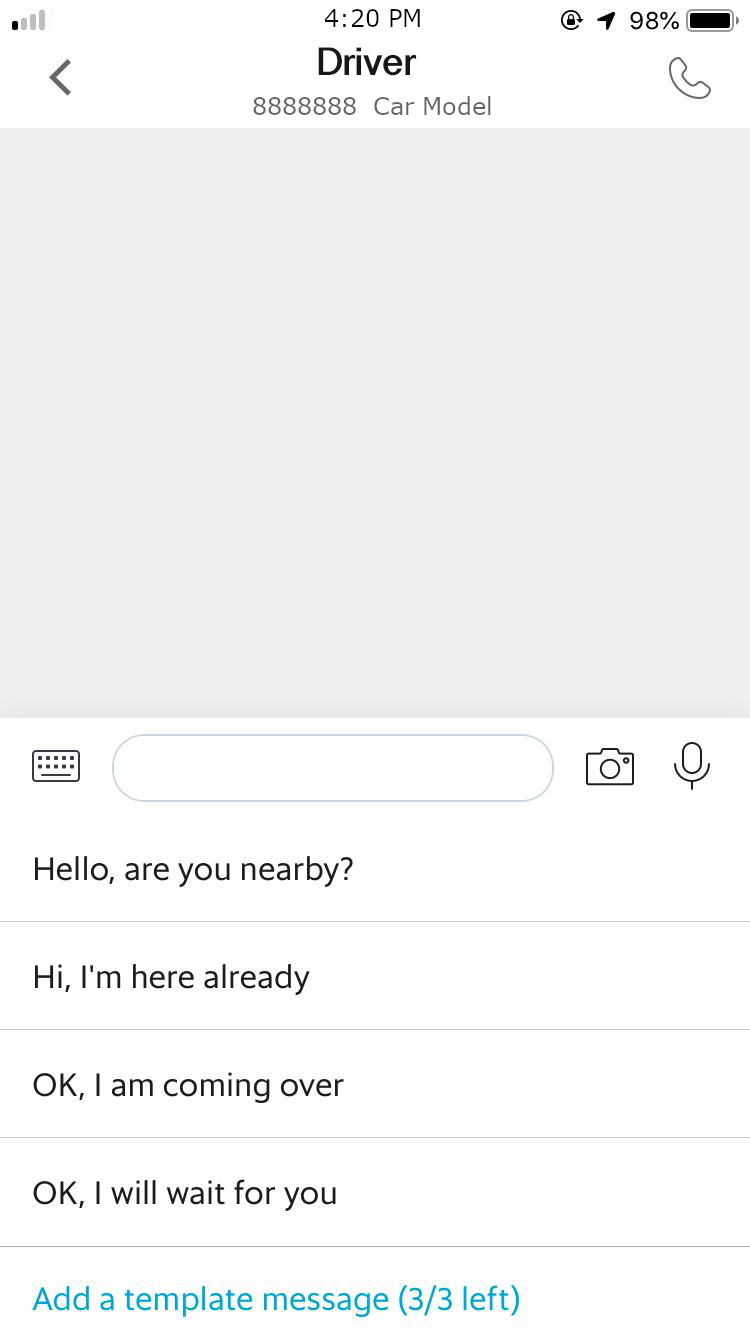 4:20 PM
98%
Driver
8888888 Car Model
Hello, are you nearby?
Hi, I'm here already
OK, I am coming over
OK, I will wait for you
Add a template message (3/3 left)